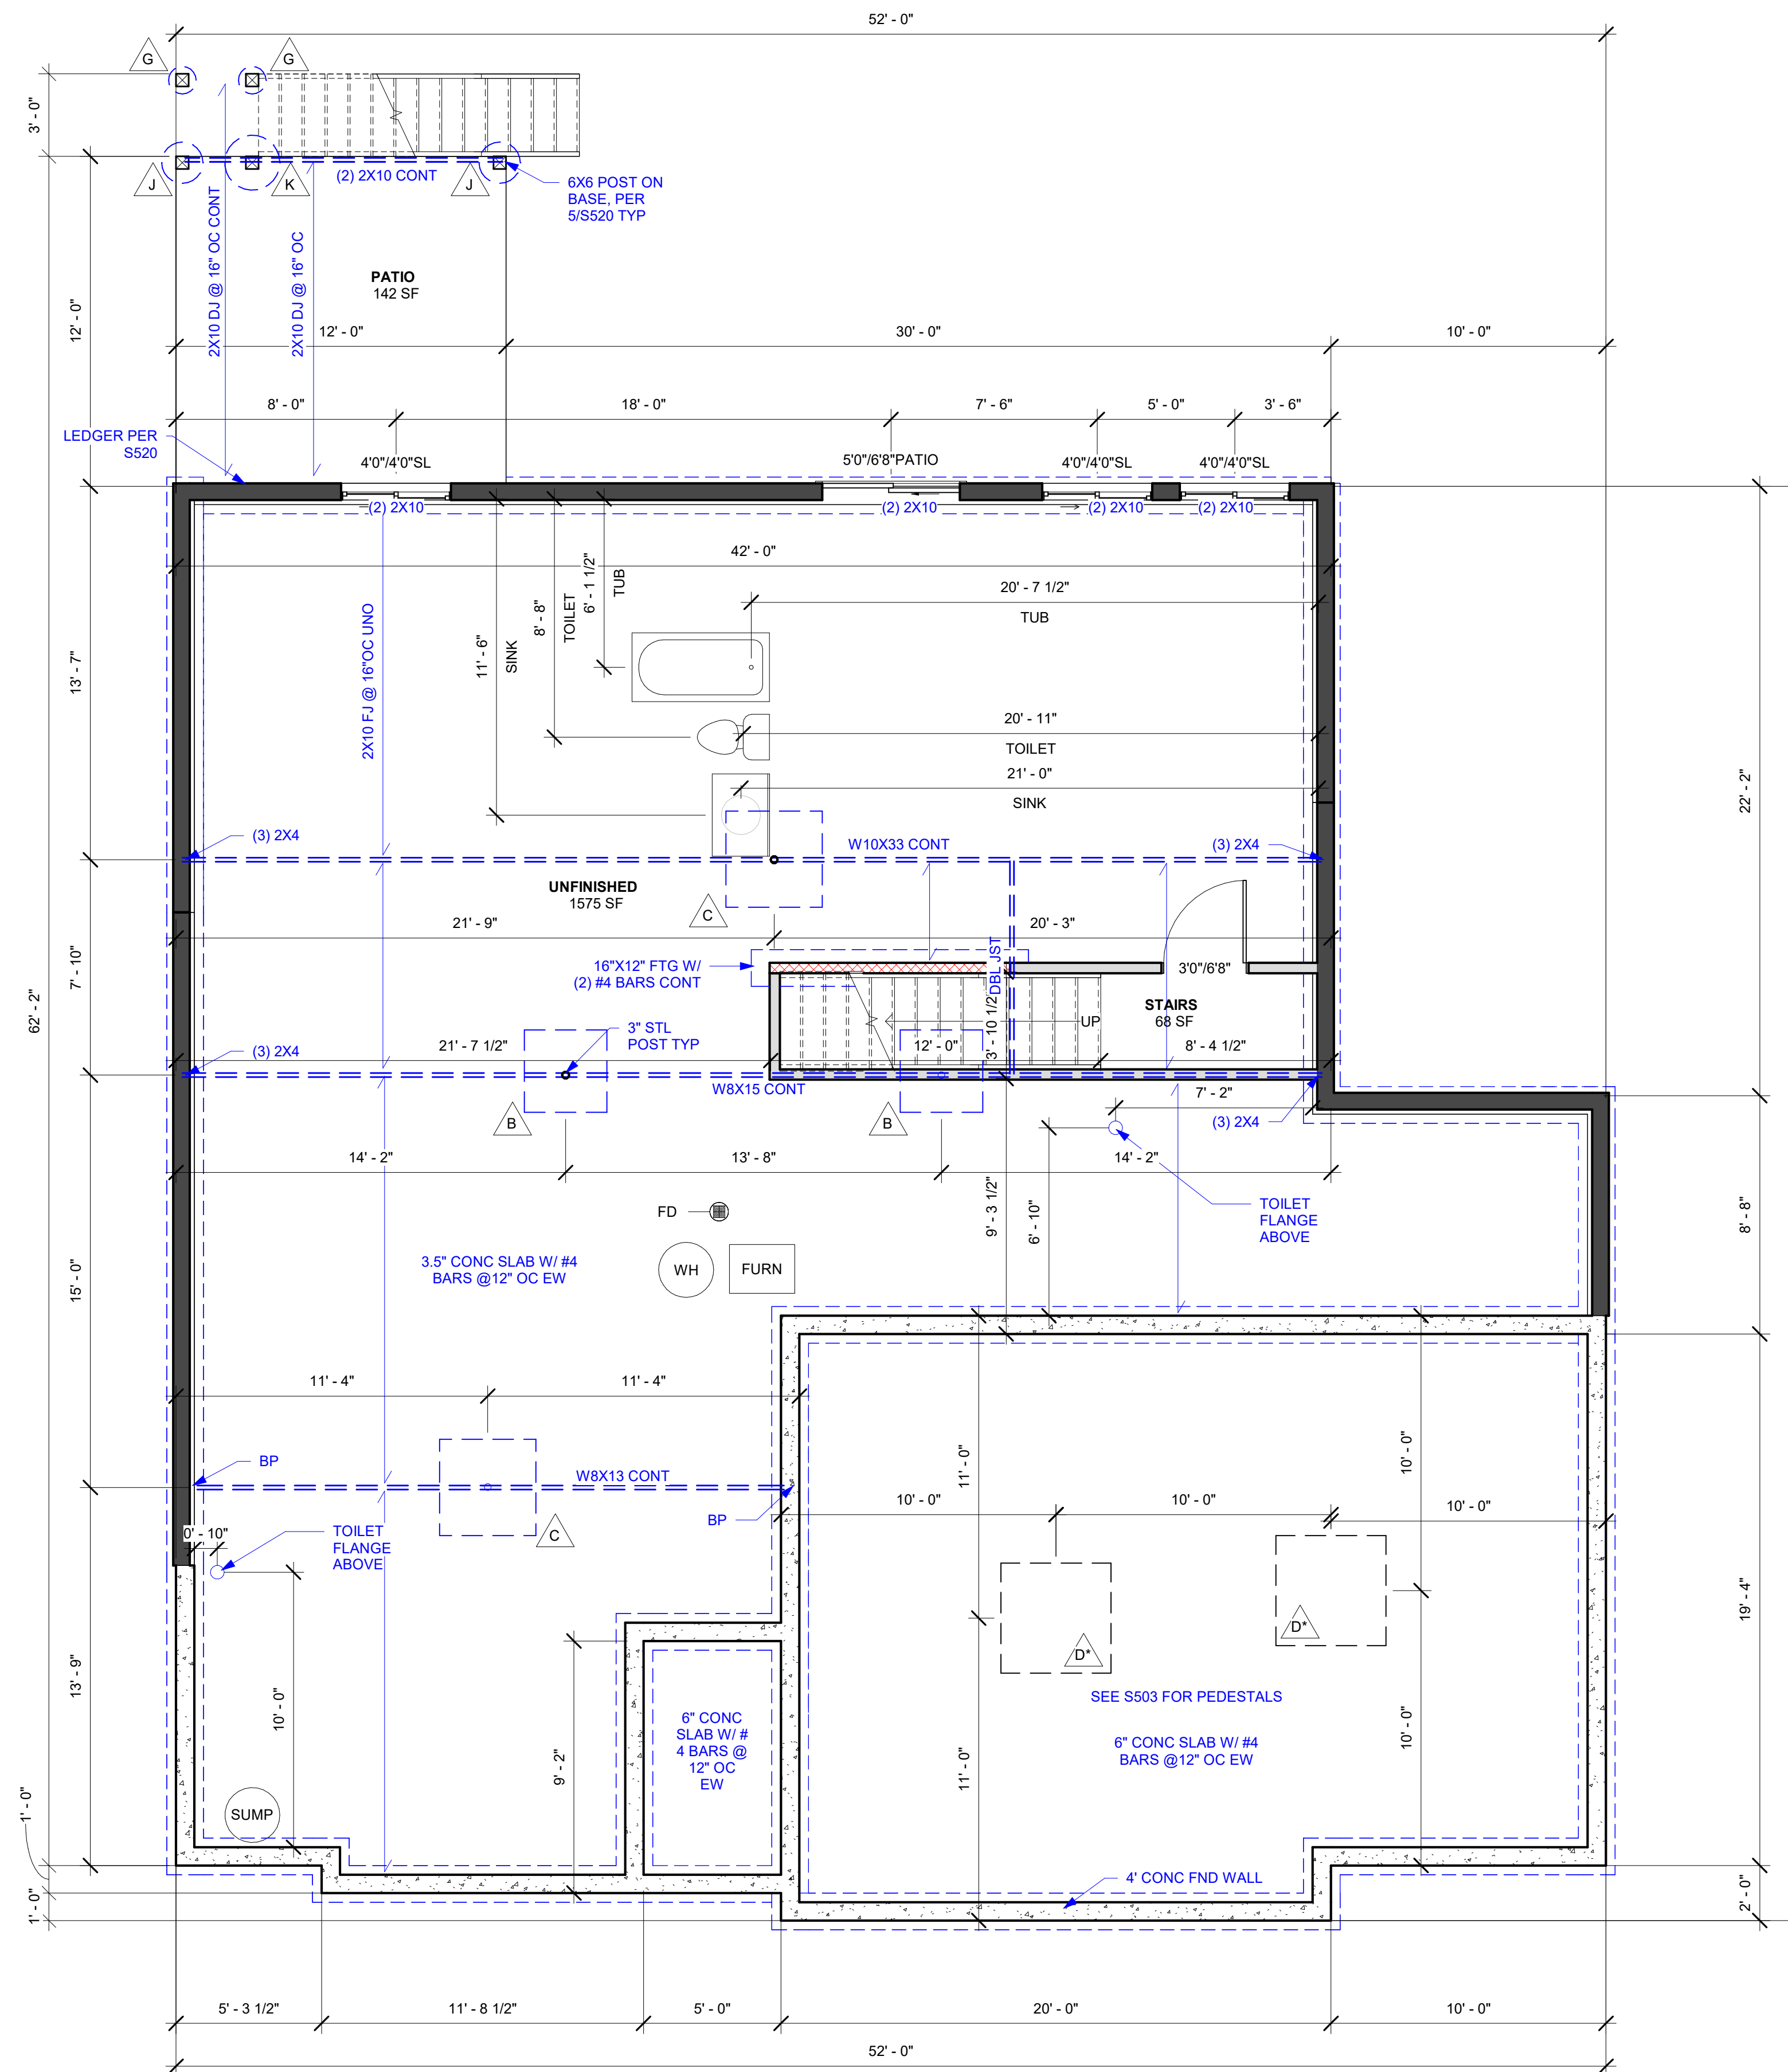 52' - 0"
G
G
3' - 0"
J
K
J
(2) 2X10 CONT
6X6 POST ON
BASE, PER
5/S520 TYP
2X10 DJ @ 16" OC CONT
2X10 DJ @ 16" OC
PATIO
142 SF
12' - 0"
12' - 0"
30' - 0"
10' - 0"
8' - 0"
18' - 0"
7' - 6"
5' - 0"
3' - 6"
LEDGER PER
S520
4'0"/4'0"SL
5'0"/6'8"PATIO
4'0"/4'0"SL
4'0"/4'0"SL
(2) 2X10
(2) 2X10
(2) 2X10
(2) 2X10
42' - 0"
6' - 1 1/2"
TUB
8' - 8"
TOILET
11' - 6"
SINK
20' - 7 1/2"
TUB
2X10 FJ @ 16"OC UNO
13' - 7"
20' - 11"
TOILET
21' - 0"
SINK
22' - 2"
(3) 2X4
W10X33 CONT
(3) 2X4
UNFINISHED
1575 SF
C
21' - 9"
20' - 3"
7' - 10"
16"X12" FTG W/
(2) #4 BARS CONT
DBL JST
3'0"/6'8"
62' - 2"
STAIRS
68 SF
UP
3' - 10 1/2"
3" STL
POST TYP
(3) 2X4
21' - 7 1/2"
12' - 0"
8' - 4 1/2"
W8X15 CONT
7' - 2"
B
B
(3) 2X4
14' - 2"
13' - 8"
14' - 2"
9' - 3 1/2"
6' - 10"
8' - 8"
FD
TOILET
FLANGE
ABOVE
3.5" CONC SLAB W/ #4
BARS @12" OC EW
WH
FURN
15' - 0"
11' - 4"
11' - 4"
11' - 0"
10' - 0"
BP
W8X13 CONT
BP
10' - 0"
10' - 0"
10' - 0"
0' - 10"
TOILET
FLANGE
ABOVE
C
D*
D*
19' - 4"
13' - 9"
10' - 0"
9' - 2"
SEE S503 FOR PEDESTALS
6" CONC
SLAB W/ #
4 BARS @
12" OC
EW
6" CONC SLAB W/ #4
BARS @12" OC EW
11' - 0"
10' - 0"
SUMP
1' - 0"
1' - 0"
4' CONC FND WALL
2' - 0"
5' - 3 1/2"
11' - 8 1/2"
5' - 0"
20' - 0"
10' - 0"
52' - 0"